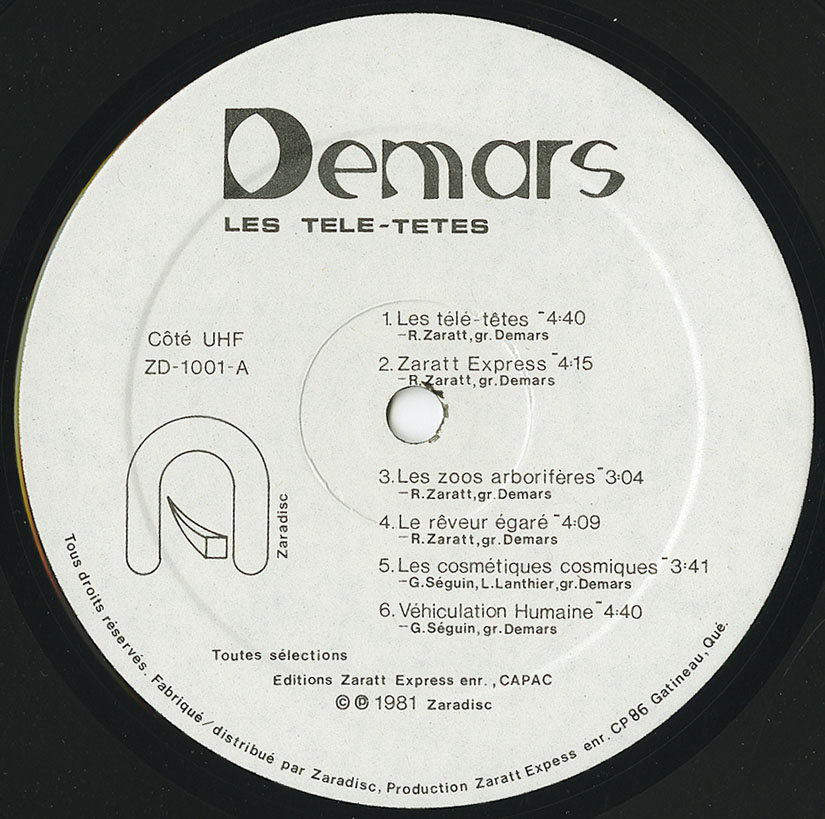 Demars
LES TELE-TETES
Côté UHF
ZD-1001-A
Zaradisc
1. Les télé-têtes -4:40
-R.Zaratt, gr. Demars
2. Zaratt Express -4:15
-R.Zaratt, gr. Demars
3. Les zoos arborifères -3:04
-R.Zaratt, gr. Demars
4. Le rêveur égaré -4:09
-R.Zaratt, gr. Demars
5. Les cosmétiques cosmiques -3:41
-G.Séguin, L.Lanthier, gr. Demars
6. Véhiculation Humaine -4:40
-G.Séguin, gr. Demars
Toutes sélections
Editions Zaratt Express enr. , CAPAC
© ℗ 1981 Zaradisc
Tous droits réservés. Fabriqué/distribué par Zaradisc, Production Zaratt Expess enr. CP 86 Gatineau, Qué.